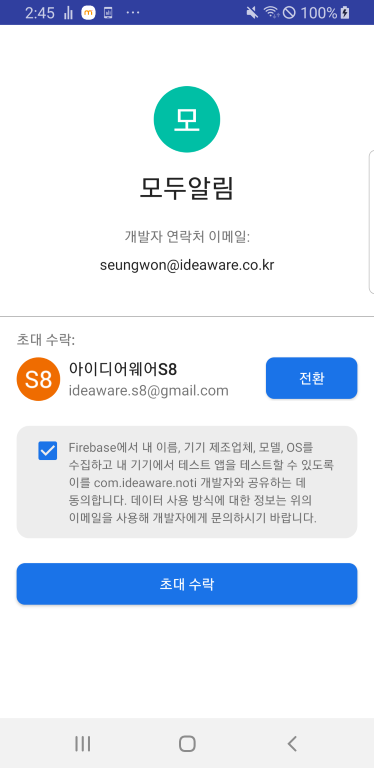 2:45
100%
모
모두알림
개발자 연락처 이메일:
seungwon@ideaware.co.kr
초대 수락:
S8
아이디어웨어S8
ideaware.s8@gmail.com
전환
Firebase에서 내 이름, 기기 제조업체, 모델, OS를
수집하고 내 기기에서 테스트 앱을 테스트할 수 있도록
이를 com.ideaware.noti 개발자와 공유하는 데
동의합니다. 데이터 사용 방식에 대한 정보는 위의
이메일을 사용해 개발자에게 문의하시기 바랍니다.
초대 수락